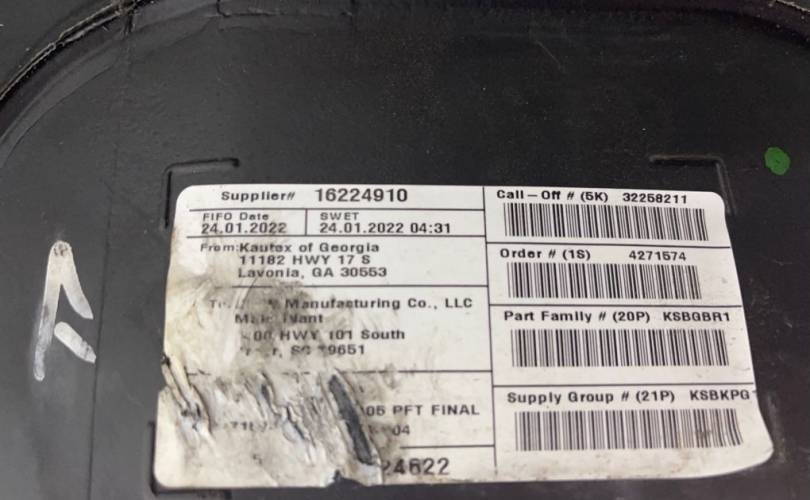 Supplier# 16224910
FIFO Date SWET
24.01.2022 24.01.2022 04:31
From:Kautex of Georgia
11182 HWY 17 S
Lavonia, GA 30553
Manufacturing Co., LLC
HWY 101 South
PFT FINAL
Call-Off # (5K) 32258211
Order # (1S) 4271574
Part Family # (20P) KSBGBR1
Supply Group # (21P)